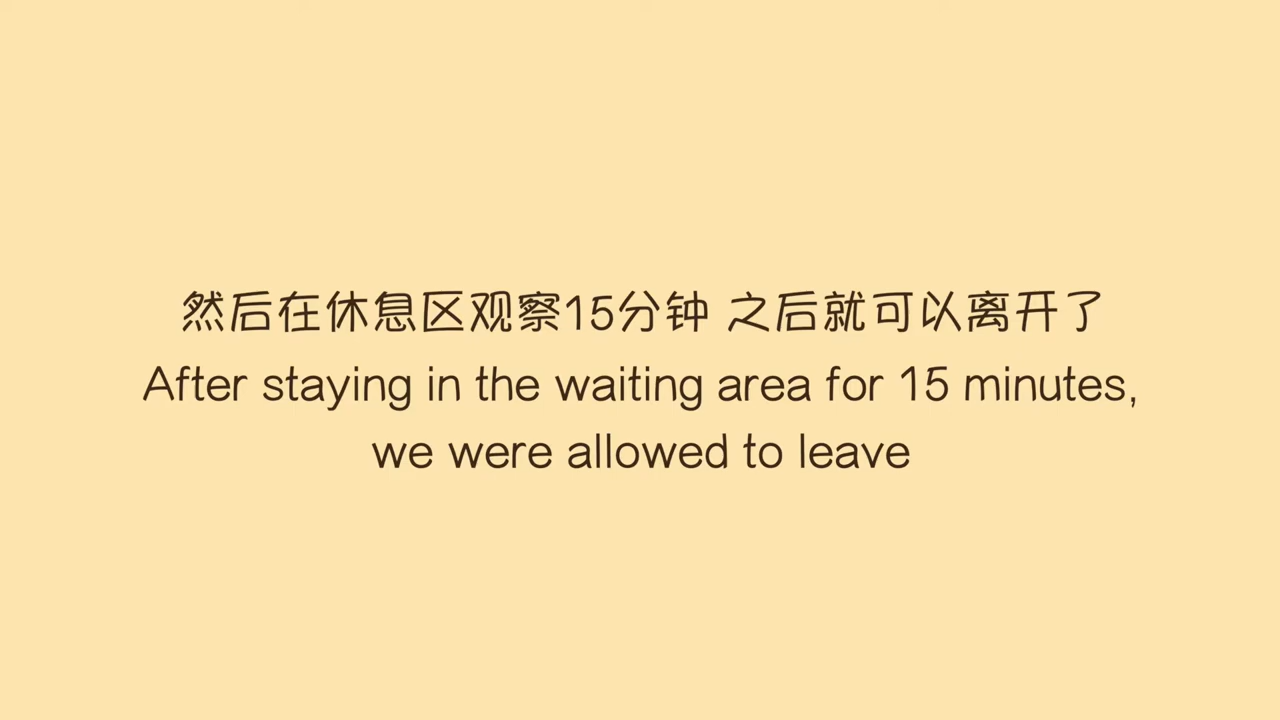 然后在休息区观察15分钟 之后就可以离开了
After staying in the waiting area for 15 minutes,
we were allowed to leave